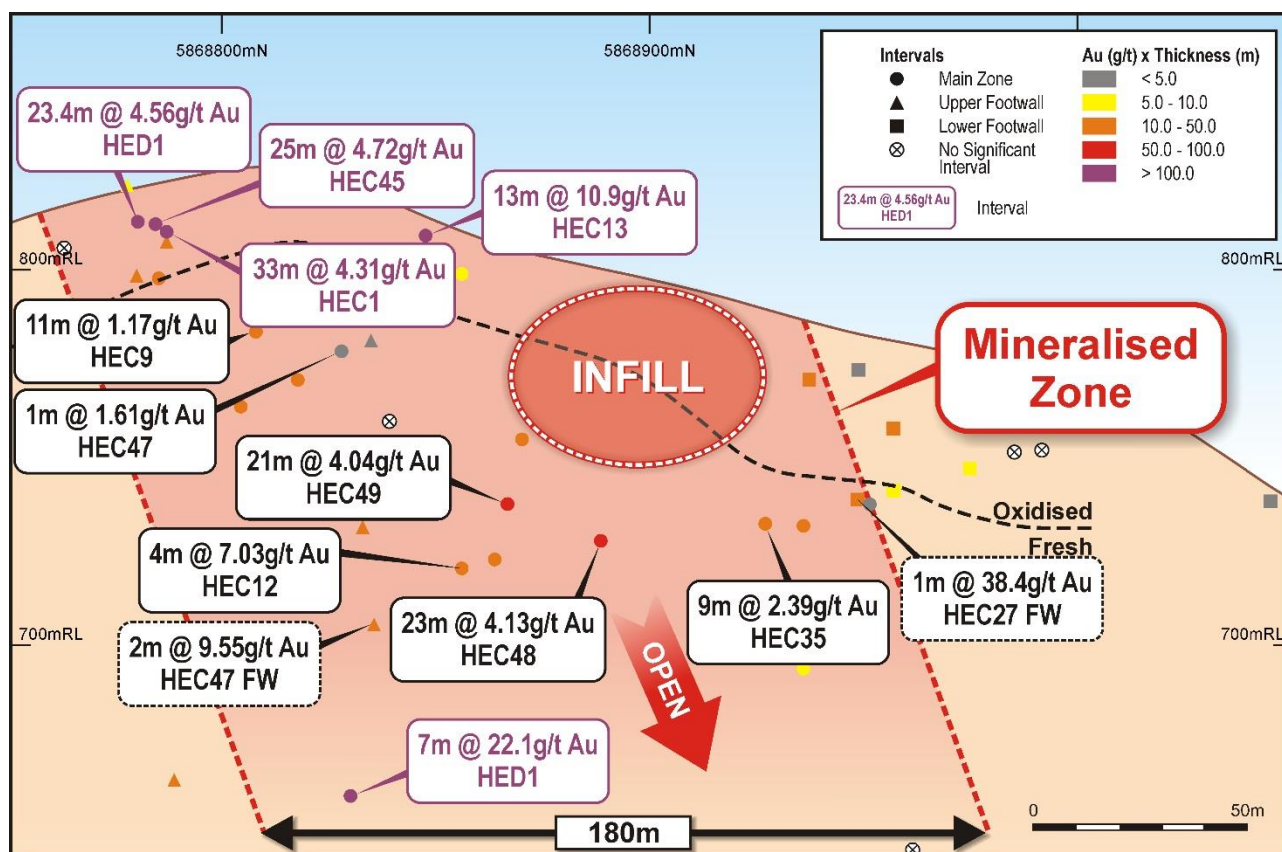 5868800mN
5868900mN
Intervals
Main Zone
Upper Footwall
Lower Footwall
No Significant
Interval
Au (g/t) x Thickness (m)
< 5.0
5.0 - 10.0
10.0 - 50.0
50.0 - 100.0
> 100.0
23.4m @ 4.56g/t Au
HED1
Interval
23.4m @ 4.56g/t Au
HED1
25m @ 4.72g/t Au
HEC45
13m @ 10.9g/t Au
HEC13
33m @ 4.31g/t Au
HEC1
800mRL
800mRL
11m @ 1.17g/t Au
HEC9
1m @ 1.61g/t Au
HEC47
INFILL
Mineralised
Zone
21m @ 4.04g/t Au
HEC49
Oxidised
Fresh
4m @ 7.03g/t Au
HEC12
23m @ 4.13g/t Au
HEC48
9m @ 2.39g/t Au
HEC35
1m @ 38.4g/t Au
HEC27 FW
2m @ 9.55g/t Au
HEC47 FW
700mRL
700mRL
OPEN
7m @ 22.1g/t Au
HED1
0
50m
180m